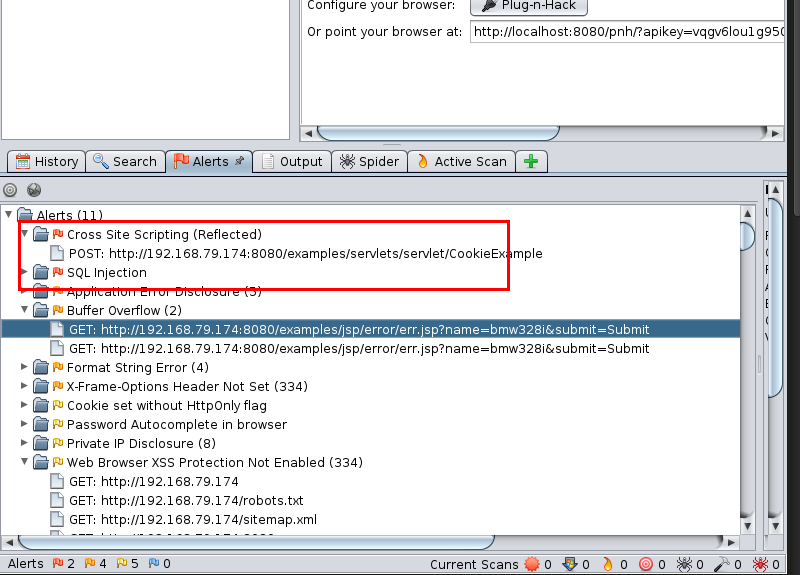 Configure your browser: Plug-n-Hack
Or point your browser at: http://localhost:8080/pnh/?apikey=vqgv6lou1g950
History Search Alerts Output Spider Active Scan
Alerts (11)
Cross Site Scripting (Reflected)
POST: http://192.168.79.174:8080/examples/servlets/servlet/CookieExample
SQL Injection
Application Error Disclosure (5)
Buffer Overflow (2)
GET: http://192.168.79.174:8080/examples/jsp/error/err.jsp?name=bmw328i&submit=Submit
GET: http://192.168.79.174:8080/examples/jsp/error/err.jsp?name=bmw328i&submit=Submit
Format String Error (4)
X-Frame-Options Header Not Set (334)
Cookie set without HttpOnly flag
Password Autocomplete in browser
Private IP Disclosure (8)
Web Browser XSS Protection Not Enabled (334)
GET: http://192.168.79.174
GET: http://192.168.79.174/robots.txt
GET: http://192.168.79.174/sitemap.xml
Alerts 2 4 5 0 Current Scans 0 0 0 0 0 0 0